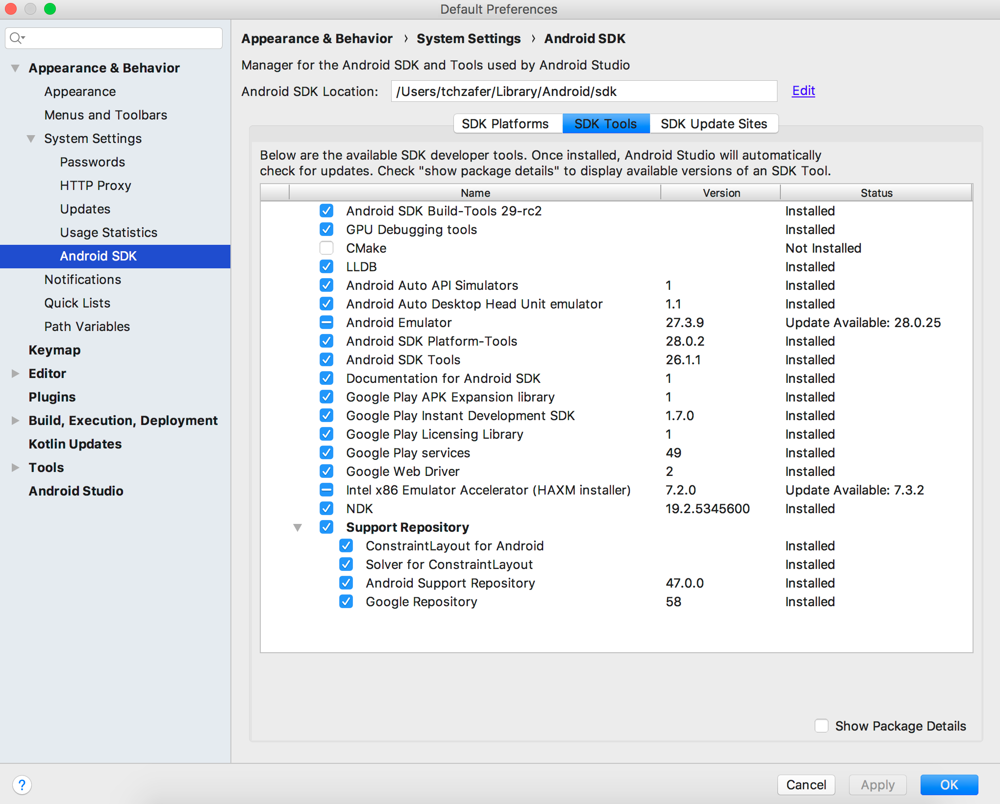 Default Preferences
Appearance & Behavior
Appearance
Menus and Toolbars
System Settings
Passwords
HTTP Proxy
Updates
Usage Statistics
Android SDK
Notifications
Quick Lists
Path Variables
Keymap
Editor
Plugins
Build, Execution, Deployment
Kotlin Updates
Tools
Android Studio
Appearance & Behavior › System Settings › Android SDK
Manager for the Android SDK and Tools used by Android Studio
Android SDK Location: /Users/tchzafer/Library/Android/sdk Edit
SDK Platforms SDK Tools SDK Update Sites
Below are the available SDK developer tools. Once installed, Android Studio will automatically
check for updates. Check "show package details" to display available versions of an SDK Tool.
Name Version Status
Android SDK Build-Tools 29-rc2 Installed
GPU Debugging tools Installed
CMake Not Installed
LLDB Installed
Android Auto API Simulators 1 Installed
Android Auto Desktop Head Unit emulator 1.1 Installed
Android Emulator 27.3.9 Update Available: 28.0.25
Android SDK Platform-Tools 28.0.2 Installed
Android SDK Tools 26.1.1 Installed
Documentation for Android SDK 1 Installed
Google Play APK Expansion library 1 Installed
Google Play Instant Development SDK 1.7.0 Installed
Google Play Licensing Library 1 Installed
Google Play services 49 Installed
Google Web Driver 2 Installed
Intel x86 Emulator Accelerator (HAXM installer) 7.2.0 Update Available: 7.3.2
NDK 19.2.5345600 Installed
Support Repository
ConstraintLayout for Android Installed
Solver for ConstraintLayout Installed
Android Support Repository 47.0.0 Installed
Google Repository 58 Installed
Show Package Details
? Cancel Apply OK